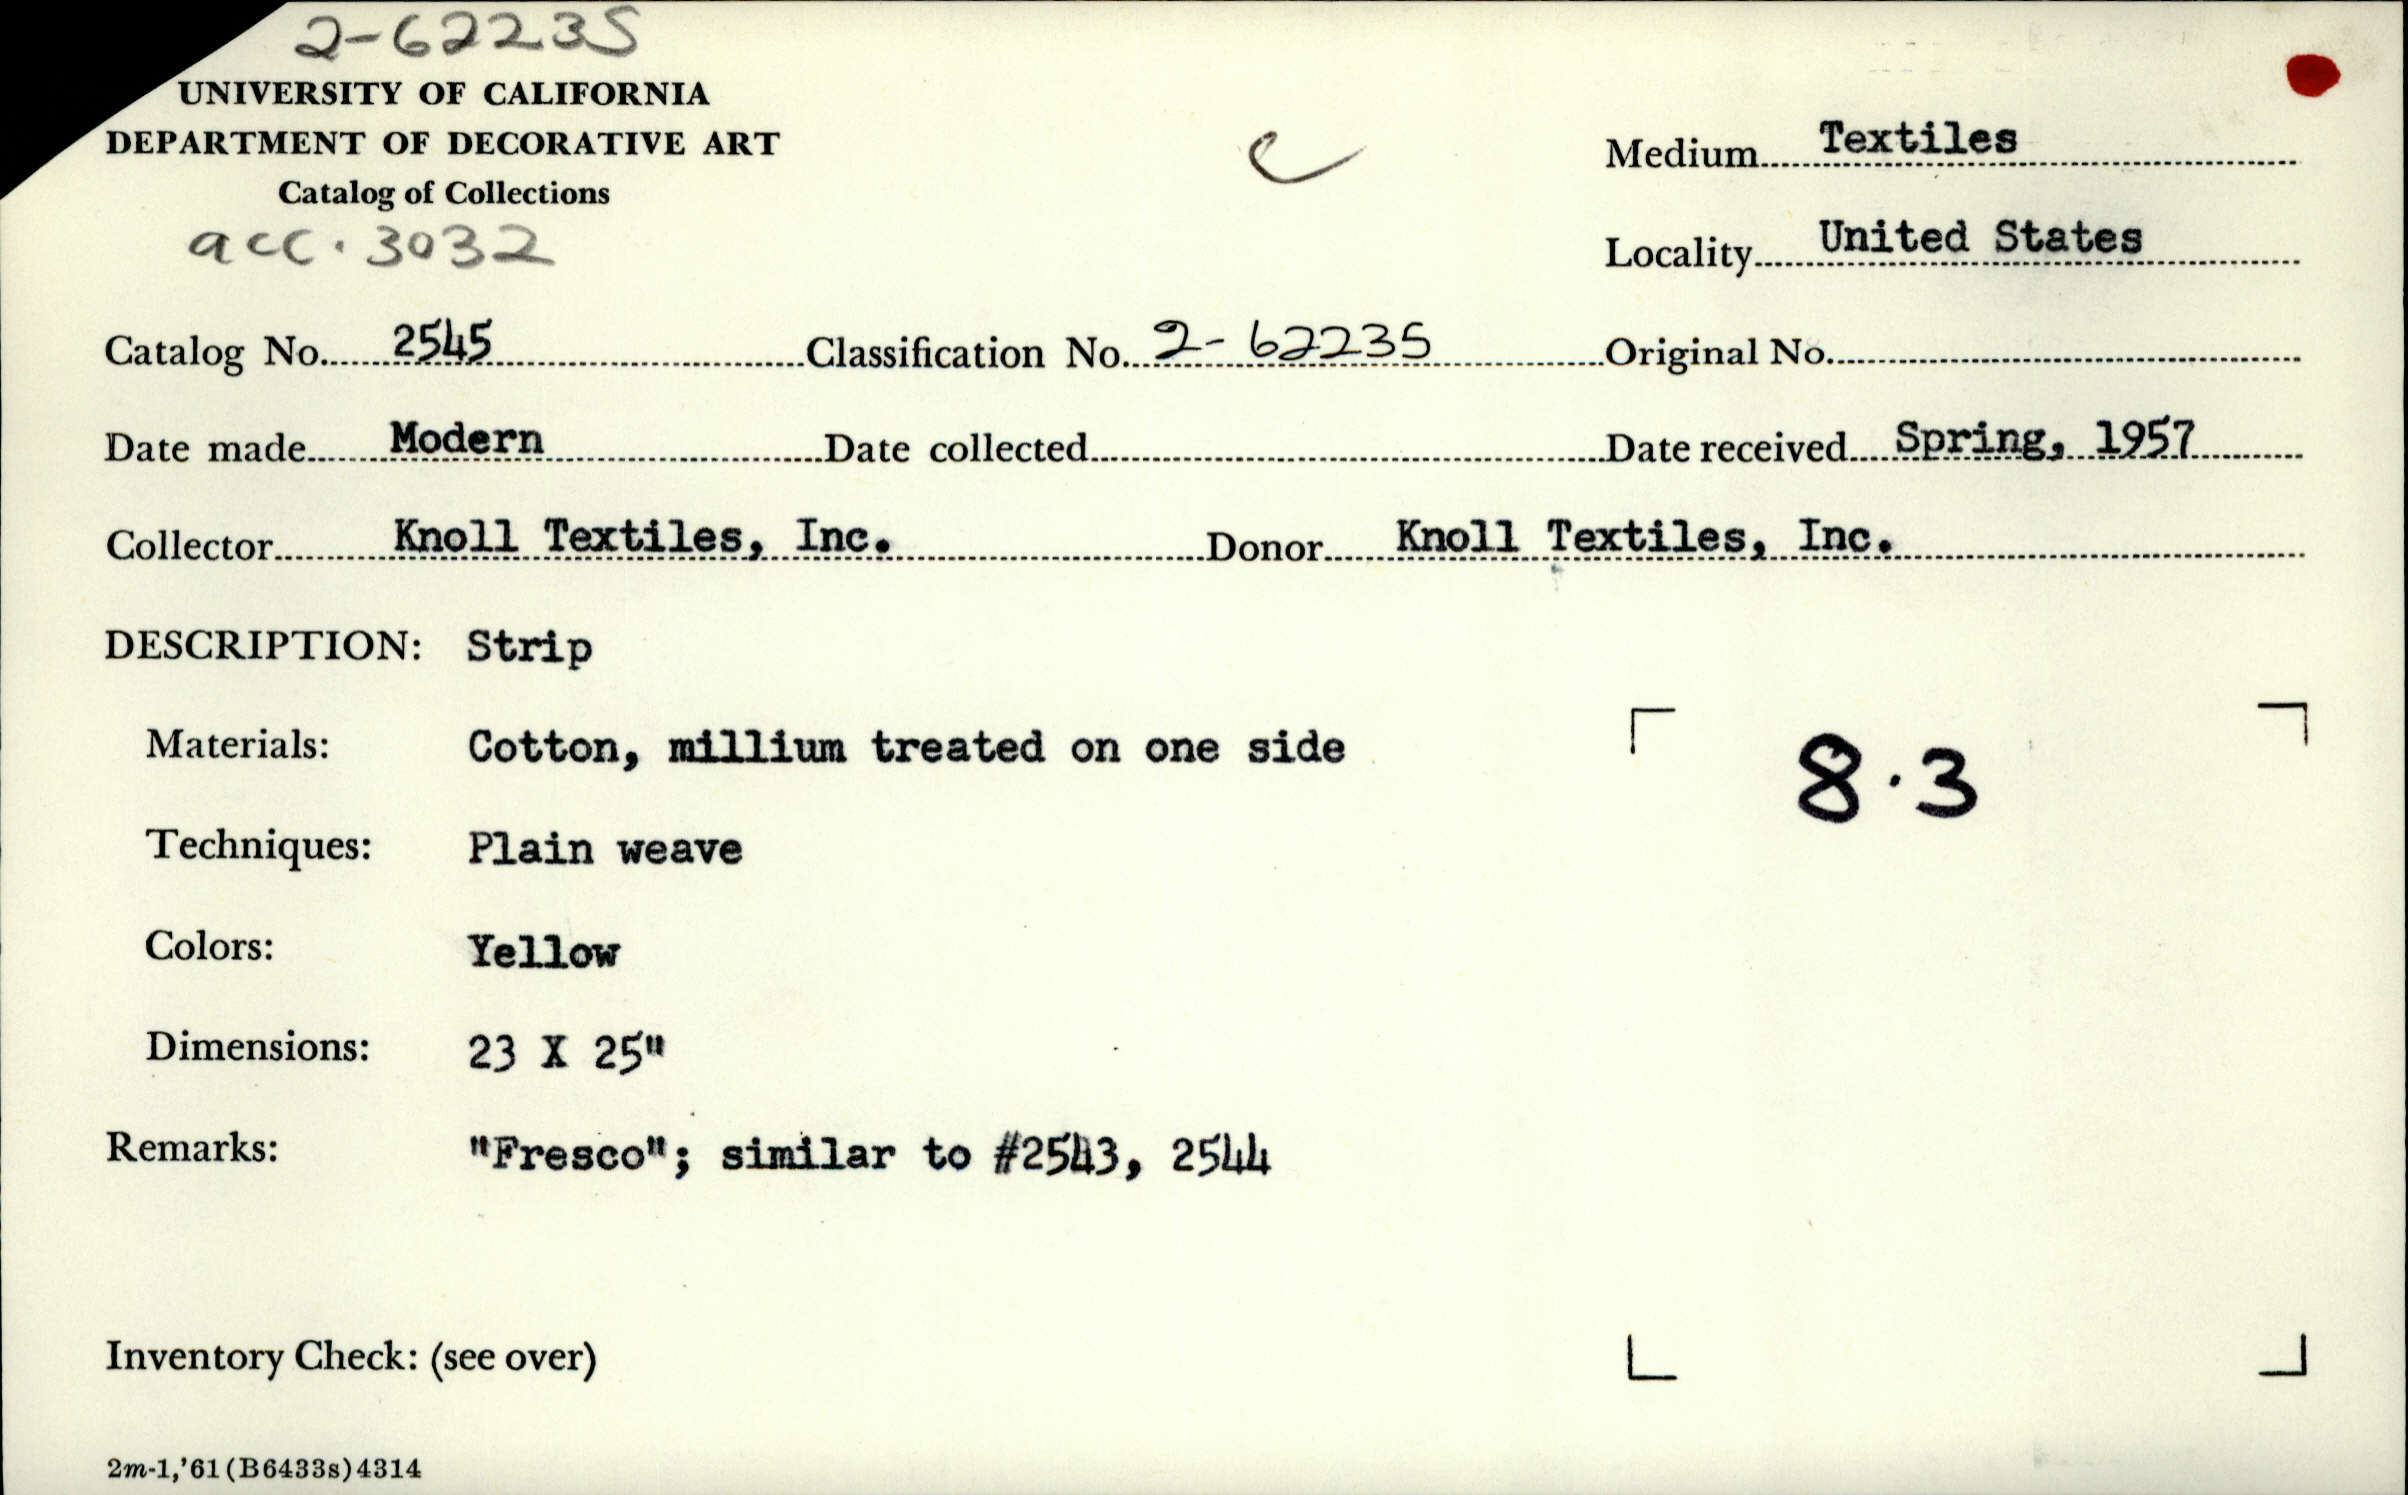 2-62235
UNIVERSITY OF CALIFORNIA
DEPARTMENT OF DECORATIVE ART
Catalog of Collections
acc. 3032
c
Medium Textiles
Locality United States
Catalog No. 2545 Classification No. 2-62235 Original No.
Date made Modern Date collected Date received Spring, 1957
Collector Knoll Textiles, Inc. Donor Knoll Textiles, Inc.
DESCRIPTION: Strip
Materials: Cotton, millium treated on one side
8.3
Techniques: Plain weave
Colors: Yellow
Dimensions: 23 X 25"
Remarks: "Fresco"; similar to #2543, 2544
Inventory Check: (see over)
2m-1,'61(B6433s)4314